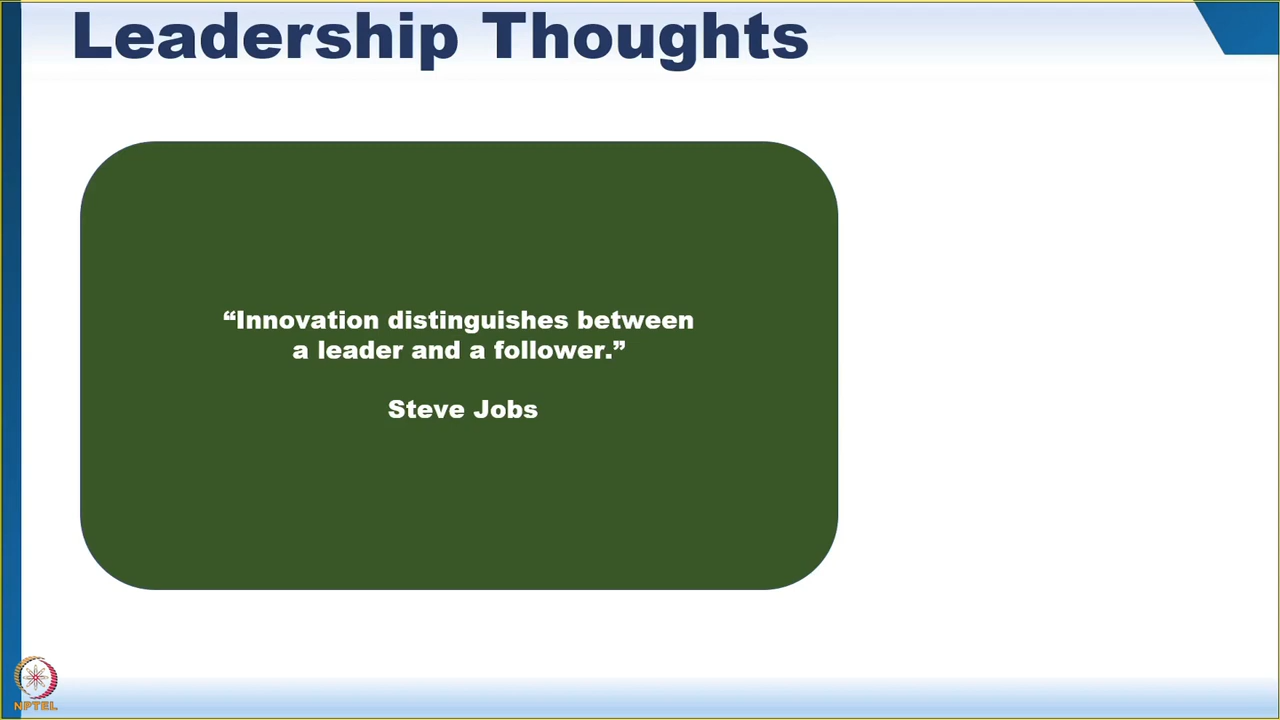 Leadership Thoughts
“Innovation distinguishes between
a leader and a follower.”
Steve Jobs
NPTEL